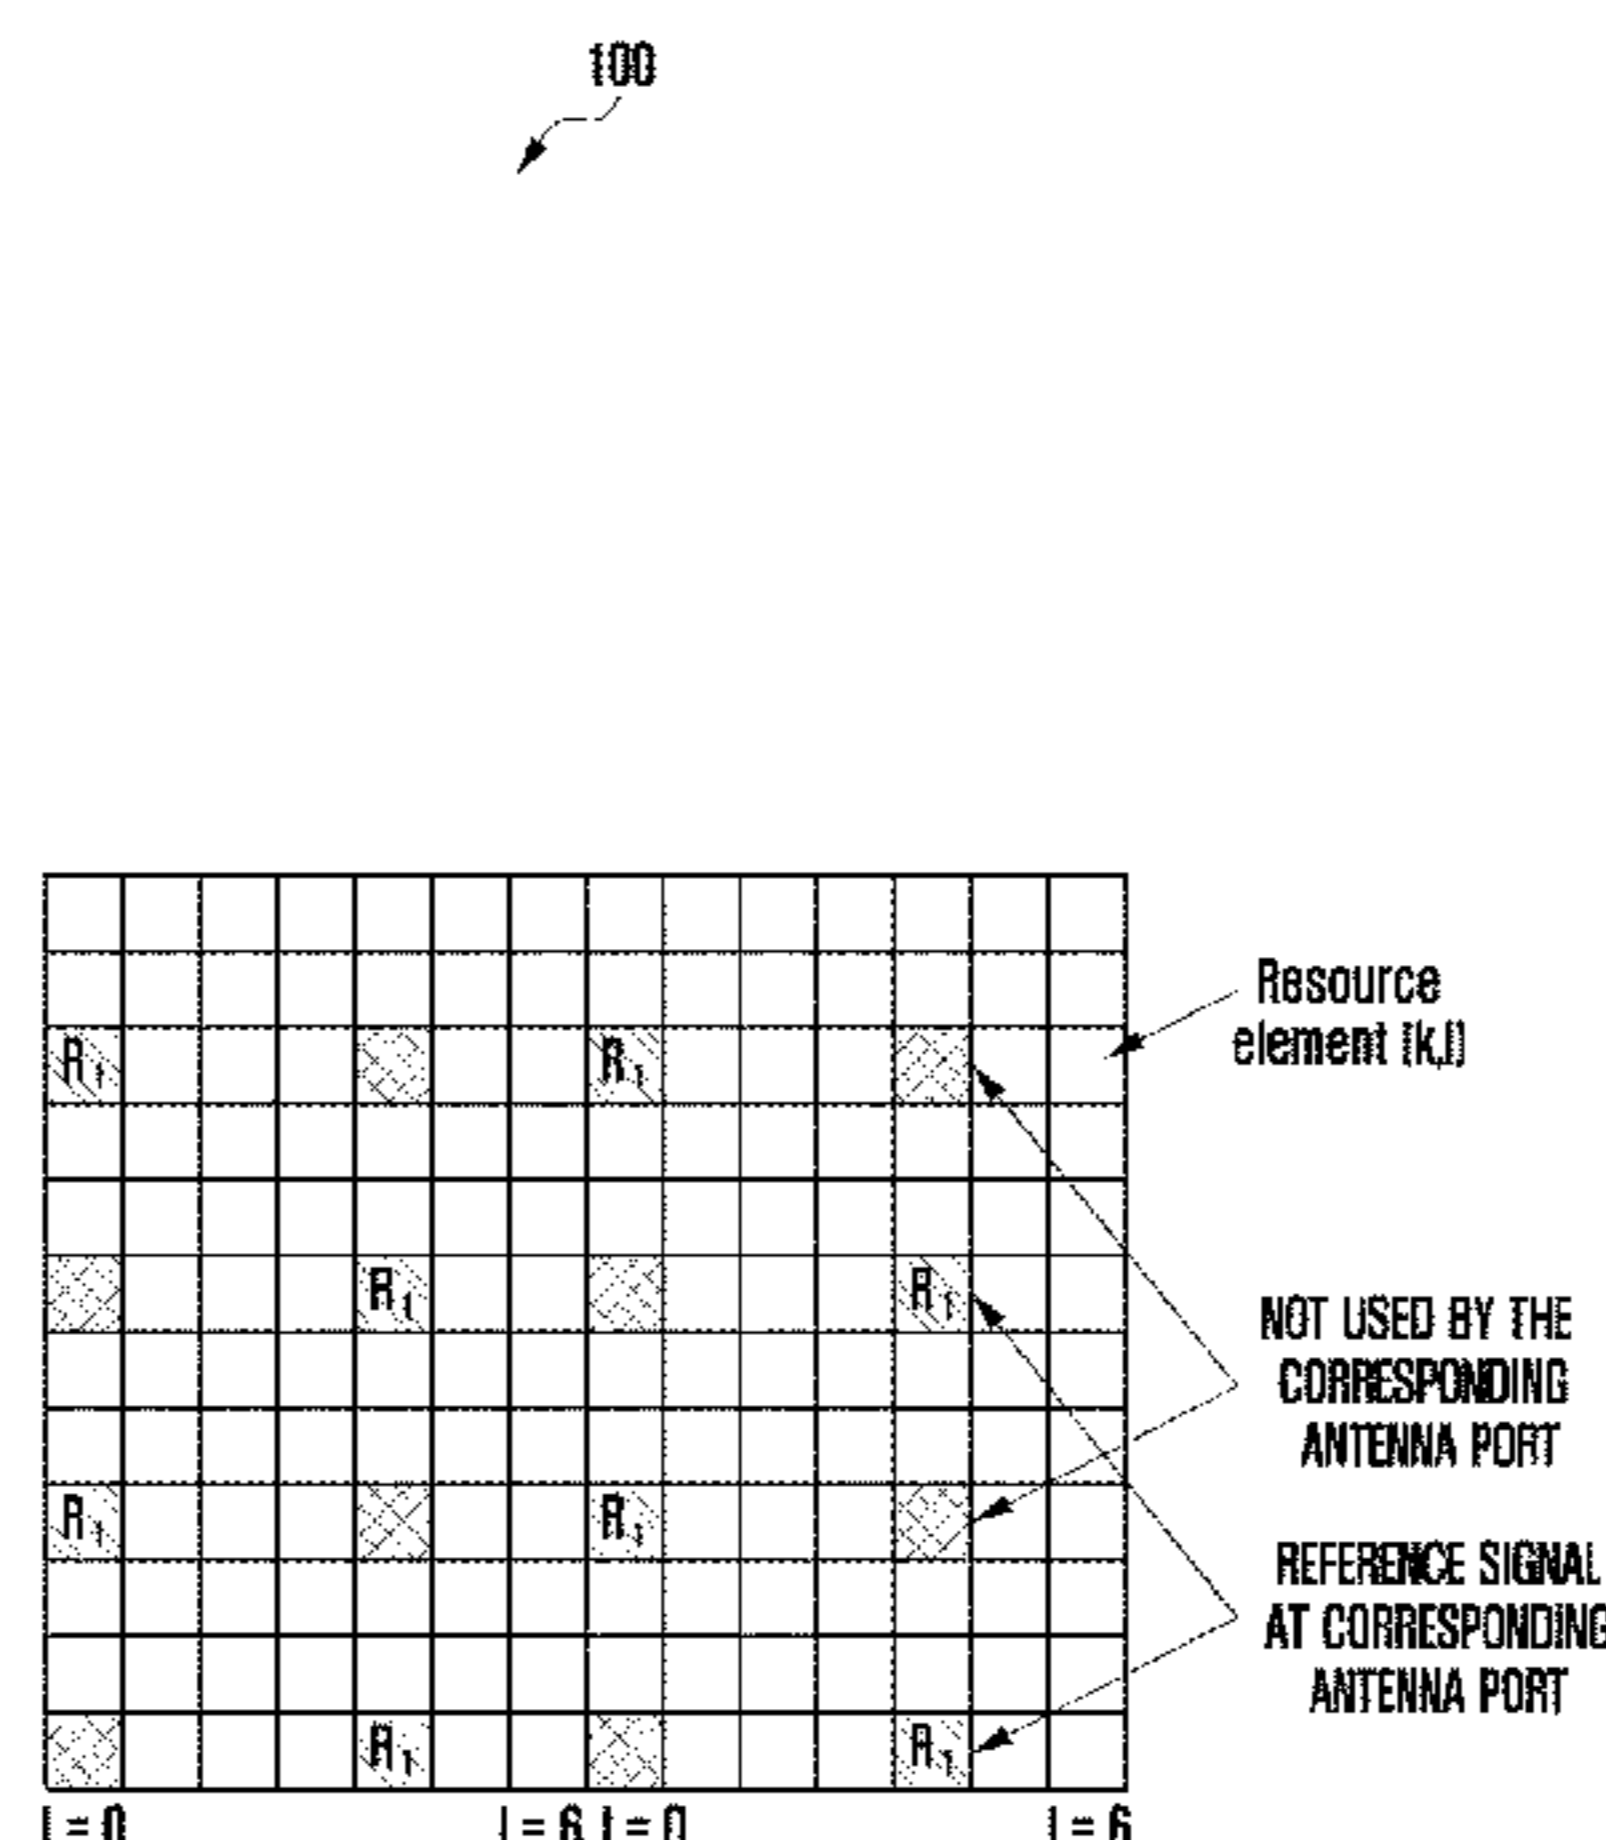 100
Resource
element (k,l)
R1 R1
R1 R1
NOT USED BY THE
CORRESPONDING
ANTENNA PORT
R1 R1
REFERENCE SIGNAL
AT CORRESPONDING
ANTENNA PORT
R1 R1
l = 0 l = 6 l = 0 l = 6